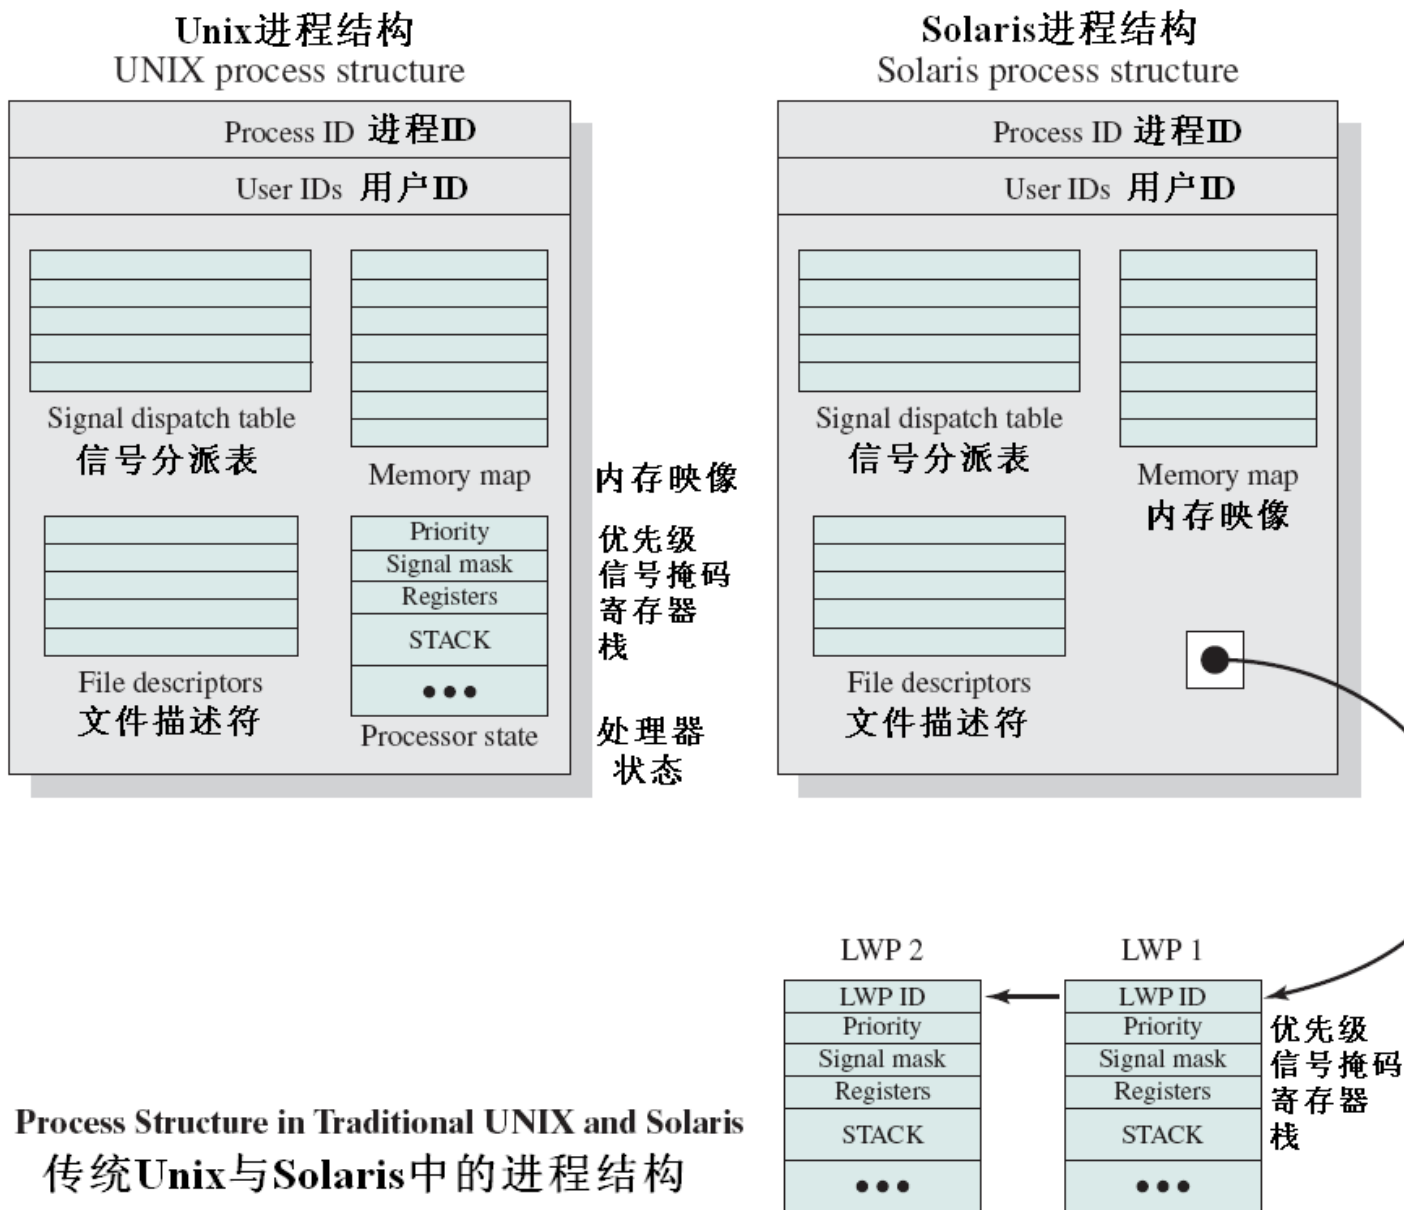 Unix进程结构
UNIX process structure
Process ID 进程ID
User IDs 用户ID
Signal dispatch table
信号分派表
Memory map 内存映像
File descriptors
文件描述符
Priority 优先级
Signal mask 信号掩码
Registers 寄存器
STACK 栈
•••
Processor state 处理器
状态
Solaris进程结构
Solaris process structure
Process ID 进程ID
User IDs 用户ID
Signal dispatch table
信号分派表
Memory map
内存映像
File descriptors
文件描述符
LWP 2
LWP ID
Priority
Signal mask
Registers
STACK
•••
LWP 1
LWP ID
Priority 优先级
Signal mask 信号掩码
Registers 寄存器
STACK 栈
•••
Process Structure in Traditional UNIX and Solaris
传统Unix与Solaris中的进程结构